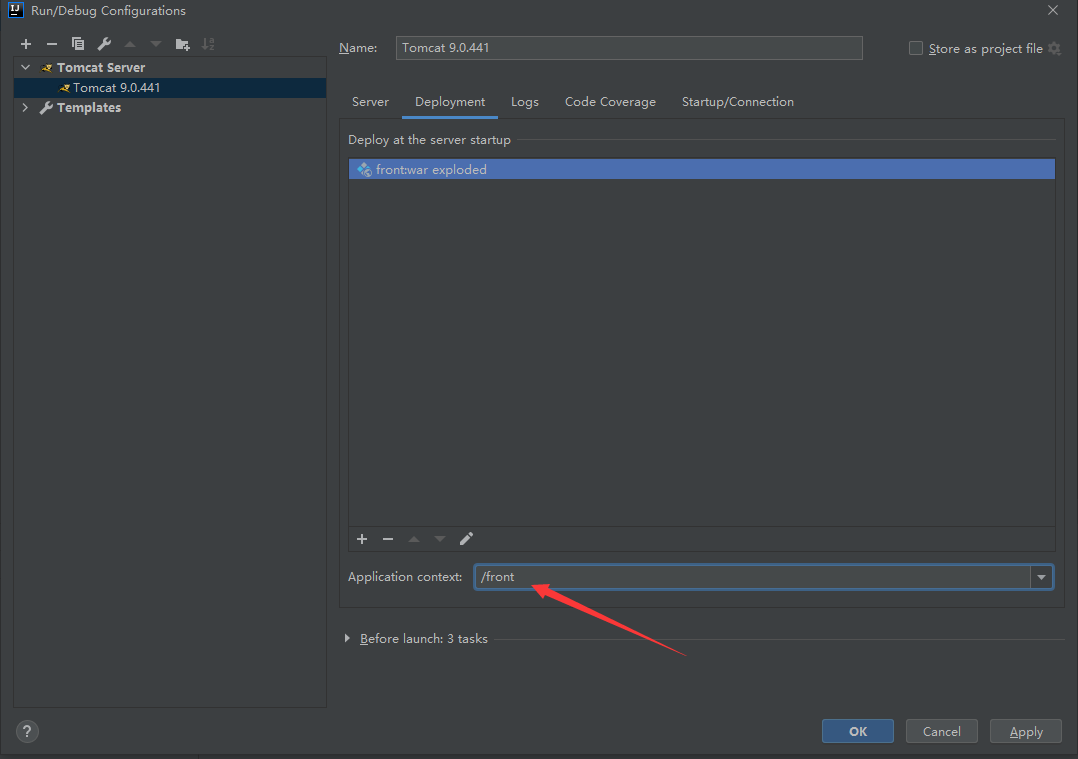 IJ Run/Debug Configurations
Name: Tomcat 9.0.441 Store as project file
Tomcat Server
Tomcat 9.0.441
Templates
Server Deployment Logs Code Coverage Startup/Connection
Deploy at the server startup
front:war exploded
Application context: /front
Before launch: 3 tasks
? OK Cancel Apply